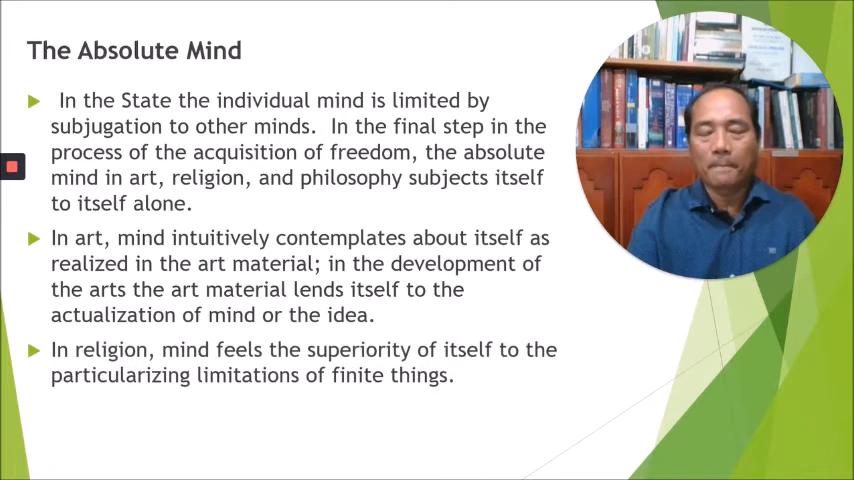 The Absolute Mind
In the State the individual mind is limited by
subjugation to other minds.  In the final step in the
process of the acquisition of freedom, the absolute
mind in art, religion, and philosophy subjects itself
to itself alone.
In art, mind intuitively contemplates about itself as
realized in the art material; in the development of
the arts the art material lends itself to the
actualization of mind or the idea.
In religion, mind feels the superiority of itself to the
particularizing limitations of finite things.